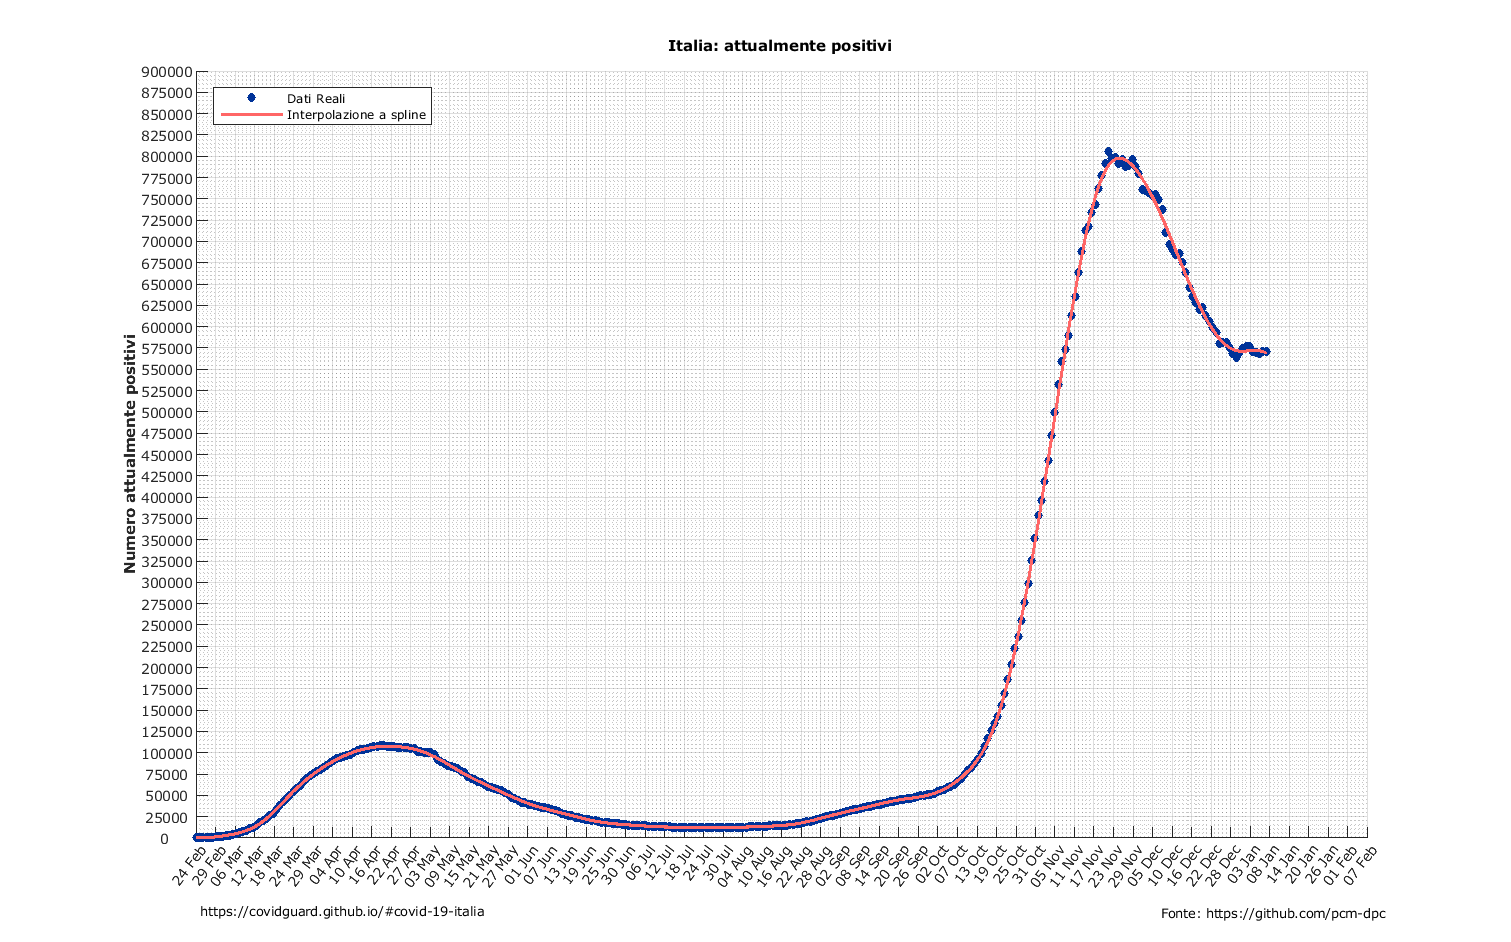 Italia: attualmente positivi
900000
875000
850000
825000
800000
775000
750000
725000
700000
675000
650000
625000
600000
575000
550000
525000
500000
475000
450000
425000
400000
375000
350000
325000
300000
275000
250000
225000
200000
175000
150000
125000
100000
75000
50000
25000
0
Numero attualmente positivi
Dati Reali
Interpolazione a spline
24 Feb
29 Feb
06 Mar
12 Mar
18 Mar
24 Mar
29 Mar
04 Apr
10 Apr
16 Apr
22 Apr
27 Apr
03 May
09 May
15 May
21 May
27 May
01 Jun
07 Jun
13 Jun
19 Jun
25 Jun
30 Jun
06 Jul
12 Jul
18 Jul
24 Jul
30 Jul
04 Aug
10 Aug
16 Aug
22 Aug
28 Aug
02 Sep
08 Sep
14 Sep
20 Sep
26 Sep
02 Oct
07 Oct
13 Oct
19 Oct
25 Oct
31 Oct
05 Nov
11 Nov
17 Nov
23 Nov
29 Nov
05 Dec
10 Dec
16 Dec
22 Dec
28 Dec
03 Jan
08 Jan
14 Jan
20 Jan
26 Jan
01 Feb
07 Feb
https://covidguard.github.io/#covid-19-italia
Fonte: https://github.com/pcm-dpc